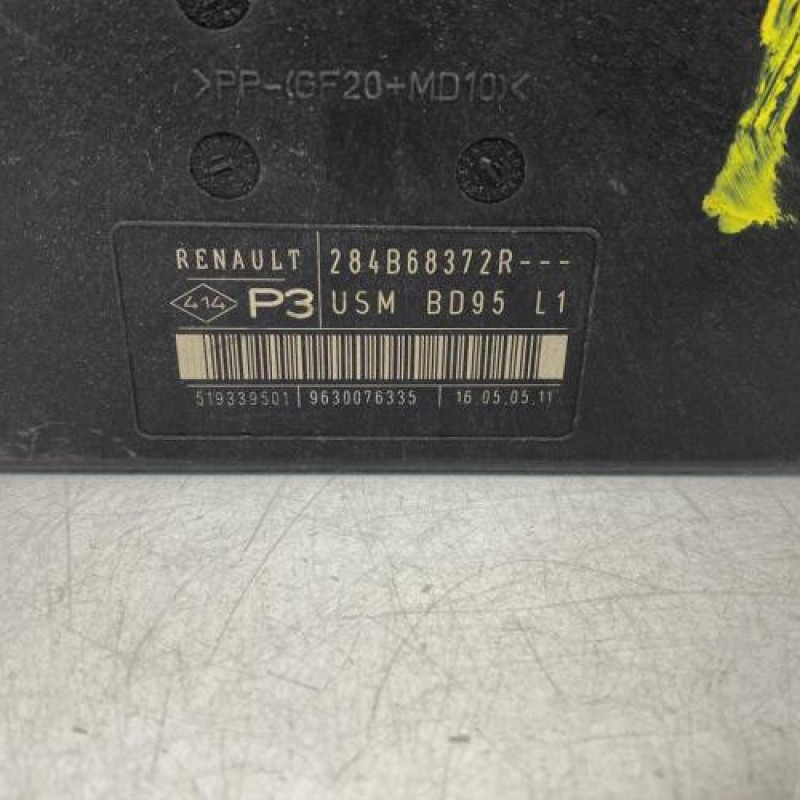 >PP-(GF20+MD10)<
RENAULT 284B68372R---
414 P3 USM BD95 L1
519339501 9630076335 16.05.05.11